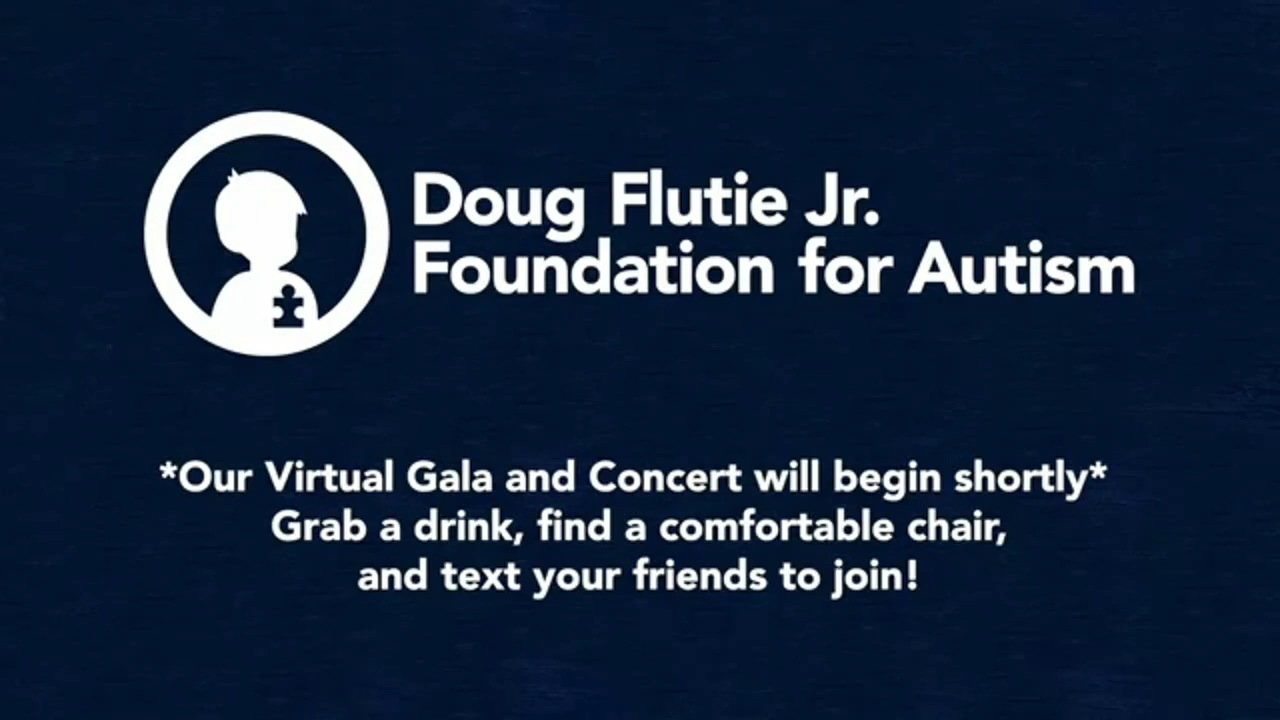 Doug Flutie Jr.
Foundation for Autism
*Our Virtual Gala and Concert will begin shortly*
Grab a drink, find a comfortable chair,
and text your friends to join!